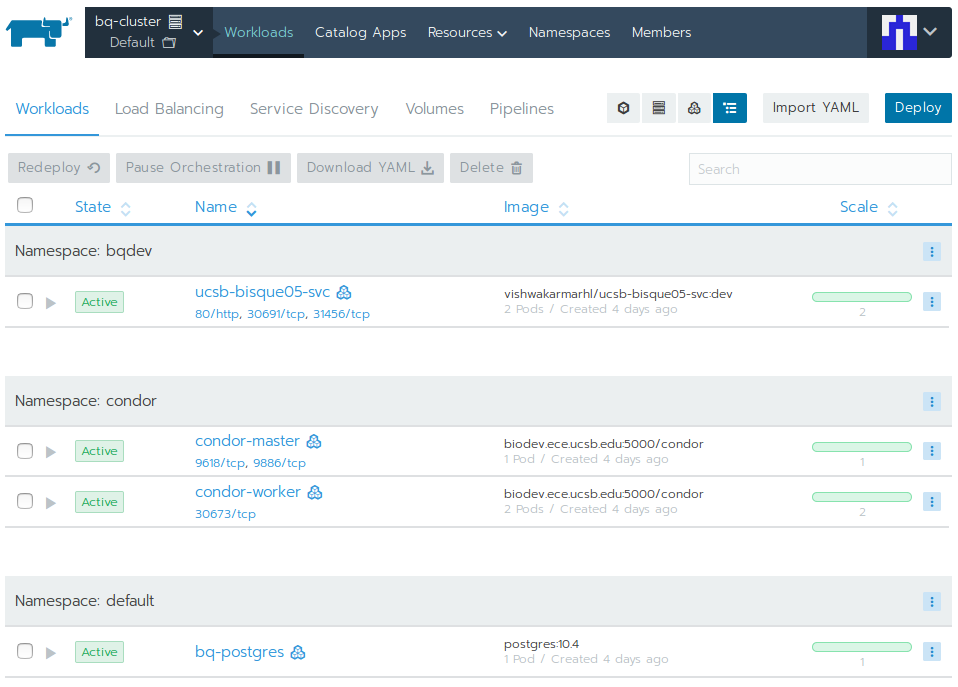 bq-cluster
Default
Workloads Catalog Apps Resources Namespaces Members
Workloads Load Balancing Service Discovery Volumes Pipelines Import YAML Deploy
Redeploy Pause Orchestration Download YAML Delete Search
State Name Image Scale
Namespace: bqdev
Active ucsb-bisque05-svc vishwakarmarhl/ucsb-bisque05-svc:dev
80/http, 30691/tcp, 31456/tcp 2 Pods / Created 4 days ago 2
Namespace: condor
Active condor-master biodev.ece.ucsb.edu:5000/condor
9618/tcp, 9886/tcp 1 Pod / Created 4 days ago 1
Active condor-worker biodev.ece.ucsb.edu:5000/condor
30673/tcp 2 Pods / Created 4 days ago 2
Namespace: default
Active bq-postgres postgres:10.4
1 Pod / Created 4 days ago 1